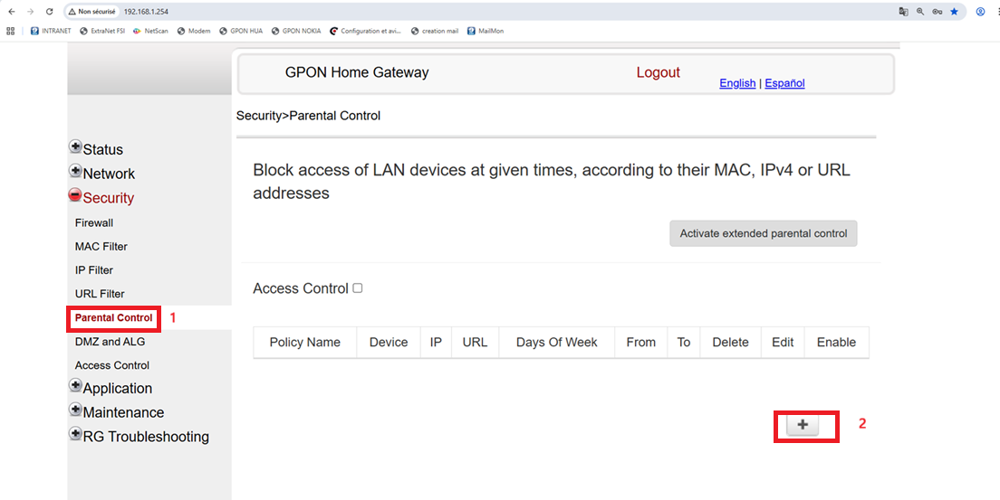 Non sécurisé
192.168.1.254
INTRANET
ExtraNet FSI
NetScan
Modem
GPON HUA
GPON NOKIA
Configuration et avi...
creation mail
MailMon
GPON Home Gateway
Logout
English | Español
Security>Parental Control
Status
Network
Security
Firewall
MAC Filter
IP Filter
URL Filter
Parental Control 1
DMZ and ALG
Access Control
Application
Maintenance
RG Troubleshooting
Block access of LAN devices at given times, according to their MAC, IPv4 or URL
addresses
Activate extended parental control
Access Control
Policy Name Device IP URL Days Of Week From To Delete Edit Enable
+ 2